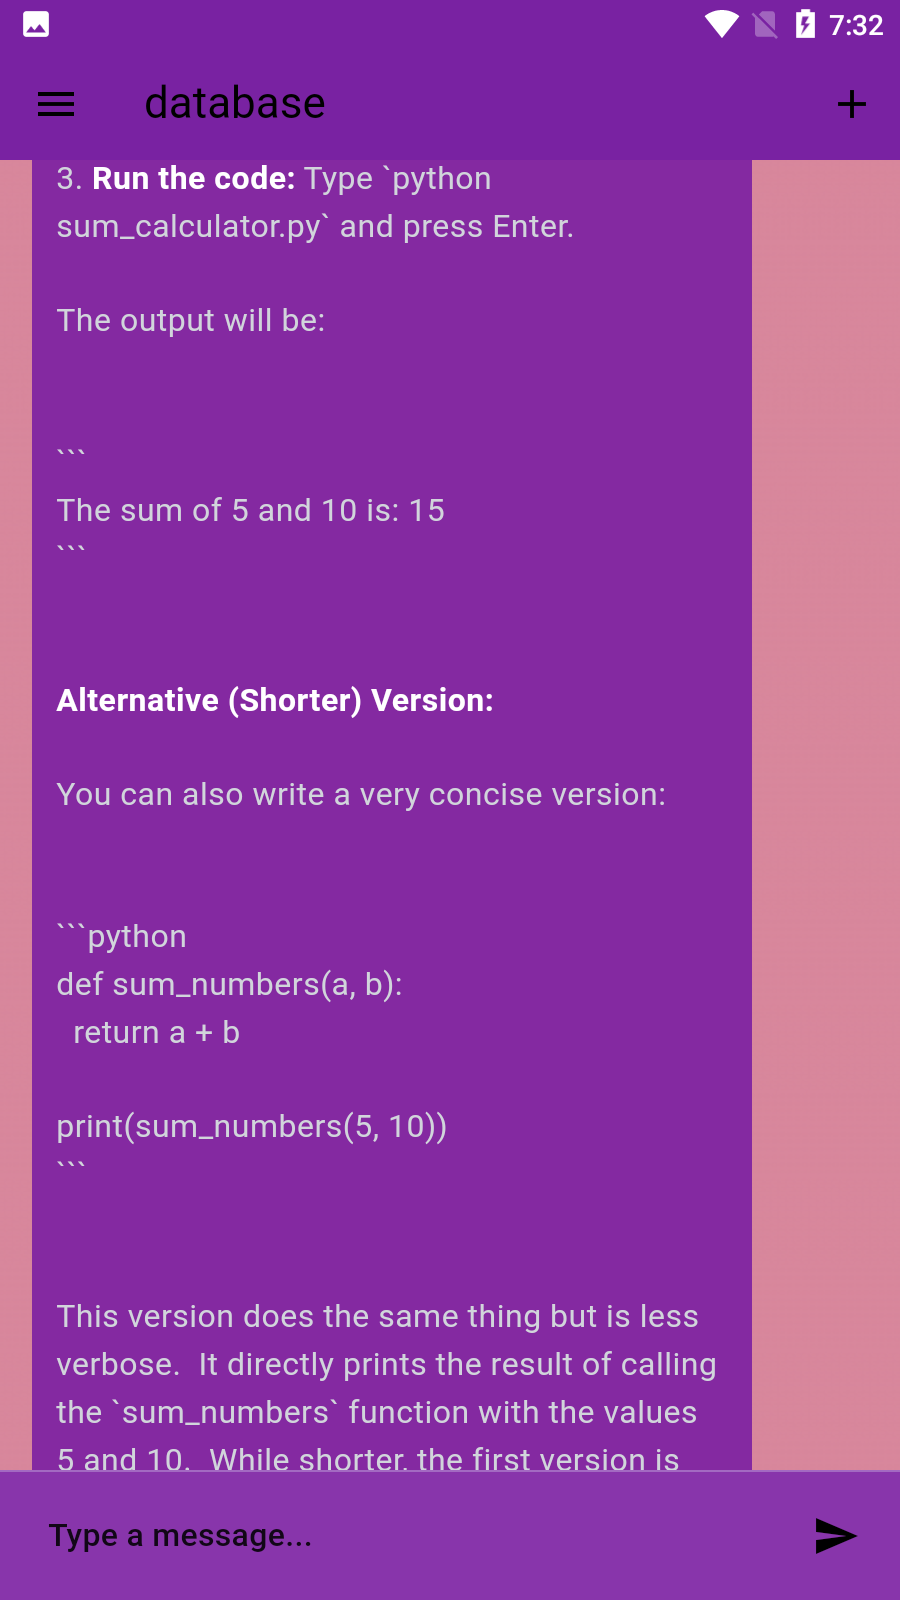 7:32
database
3. Run the code: Type `python
sum_calculator.py` and press Enter.
The output will be:
```
The sum of 5 and 10 is: 15
```
Alternative (Shorter) Version:
You can also write a very concise version:
```python
def sum_numbers(a, b):
  return a + b
print(sum_numbers(5, 10))
```
This version does the same thing but is less
verbose.  It directly prints the result of calling
the `sum_numbers` function with the values
5 and 10.  While shorter, the first version is
Type a message...